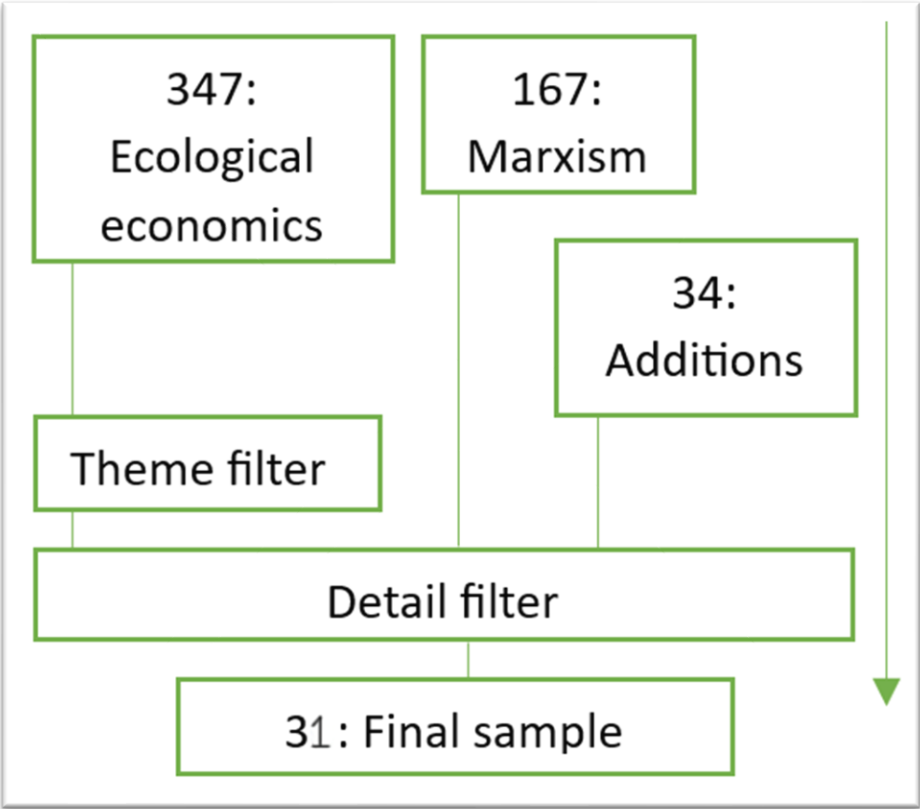 347:
Ecological
economics
167:
Marxism
34:
Additions
Theme filter
Detail filter
31: Final sample